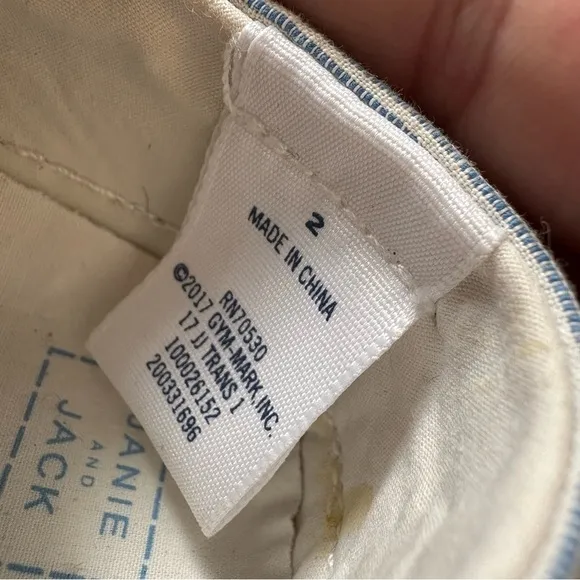 2
MADE IN CHINA
RN70530
©2017 GYM-MARK INC.
17 JJ TRANS 1
100026152
200331696
JANIE
AND
JACK